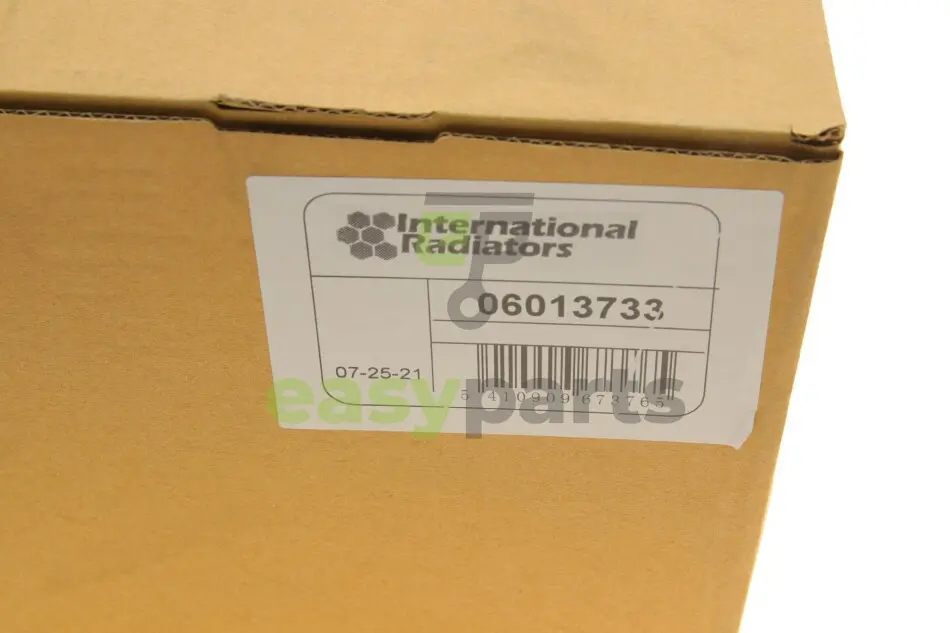 International
Radiators
06013733
07-25-21
5 410909 673765
easyparts